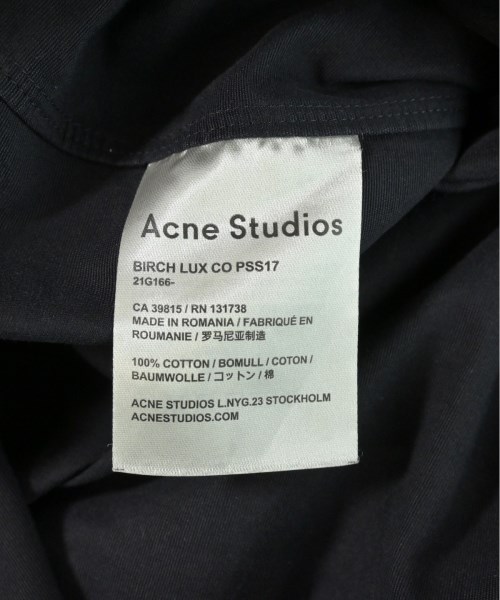 Acne Studios
BIRCH LUX CO PSS17
21G166-
CA 39815 / RN 131738
MADE IN ROMANIA / FABRIQUÉ EN
ROUMANIE / 罗马尼亚制造
100% COTTON / BOMULL / COTON /
BAUMWOLLE / コットン / 棉
ACNE STUDIOS L.NYG.23 STOCKHOLM
ACNESTUDIOS.COM